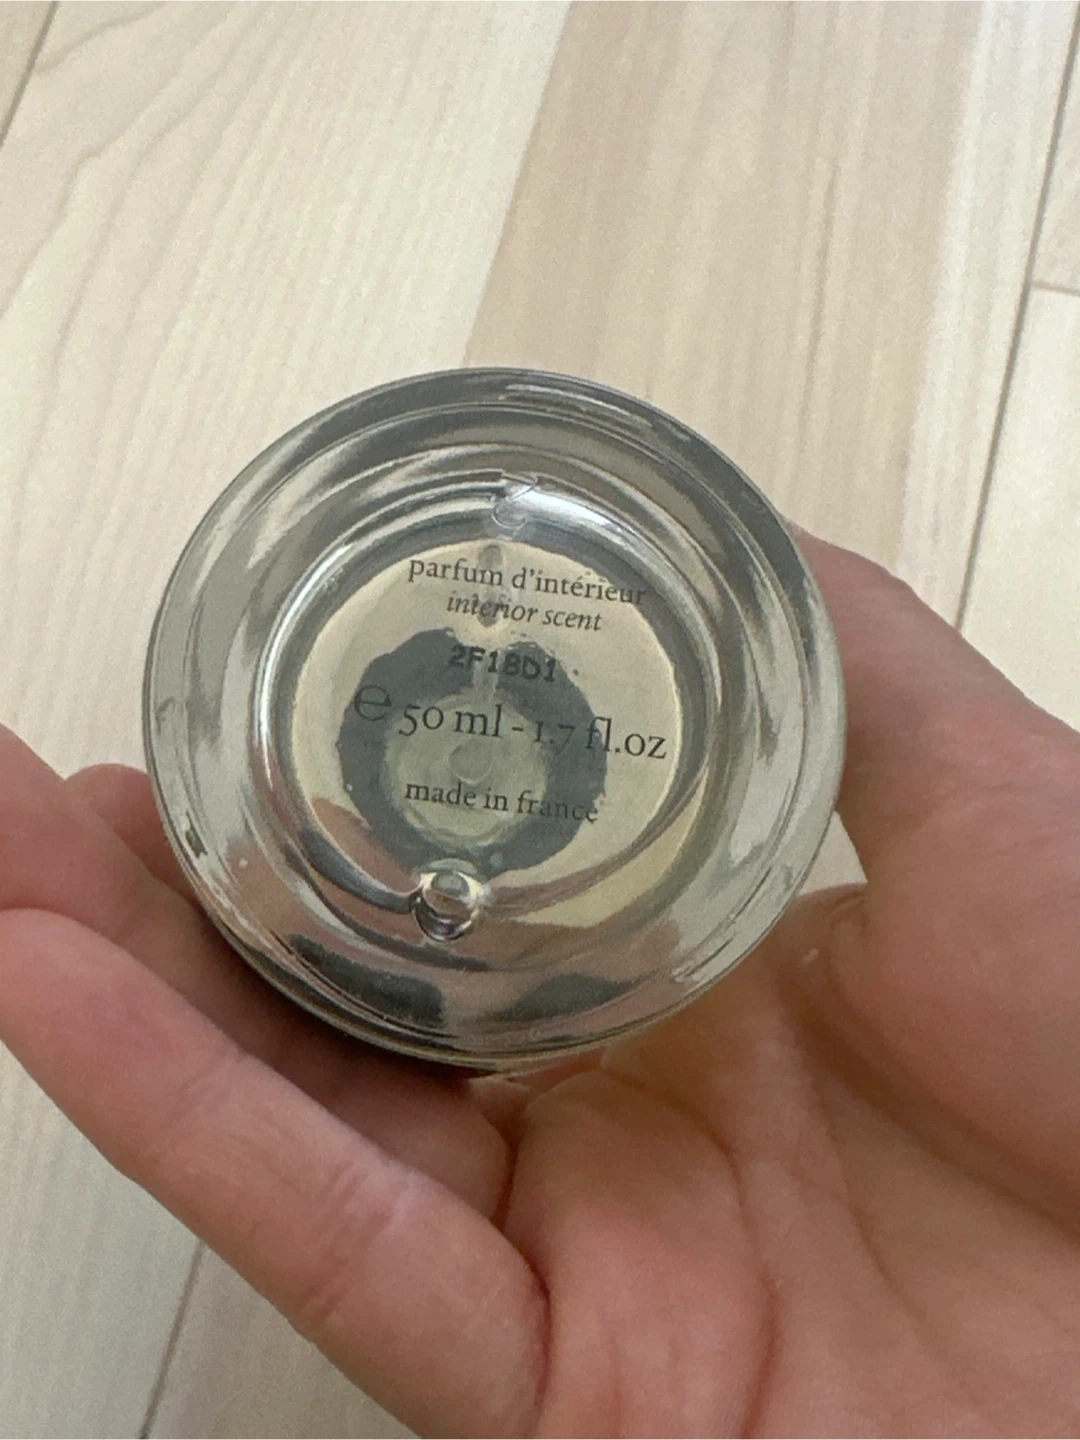 parfum d'intérieur
interior scent
2F18D1
℮ 50 ml - 1.7 fl.oz
made in france